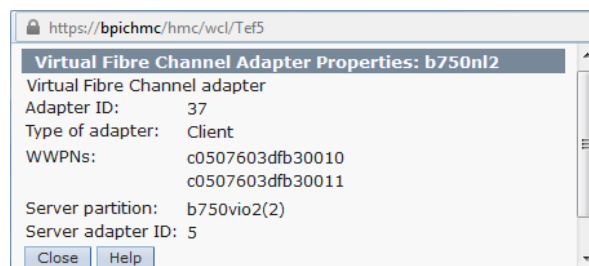 https://bpichmc/hmc/wcl/Tef5
Virtual Fibre Channel Adapter Properties: b750nl2
Virtual Fibre Channel adapter
Adapter ID: 37
Type of adapter: Client
WWPNs: c0507603dfb30010
c0507603dfb30011
Server partition: b750vio2(2)
Server adapter ID: 5
Close Help